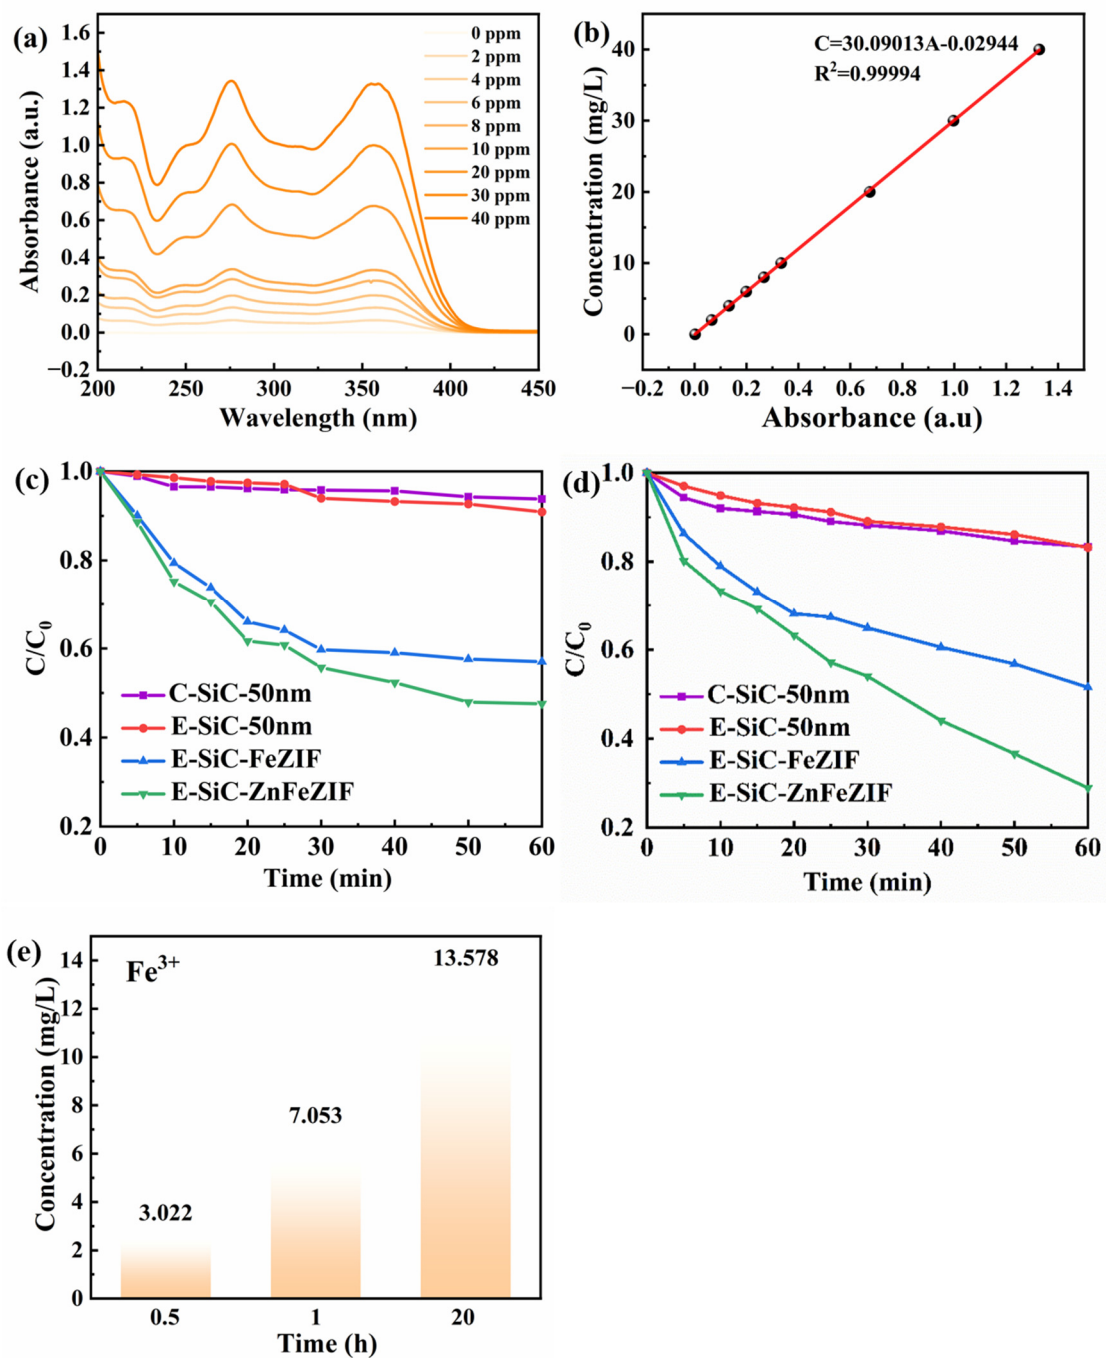 (a)
0 ppm
2 ppm
4 ppm
6 ppm
8 ppm
10 ppm
20 ppm
30 ppm
40 ppm
1.6
1.4
1.2
1.0
0.8
0.6
0.4
0.2
0.0
−0.2
Absorbance (a.u.)
200 250 300 350 400 450
Wavelength (nm)
(b)
C=30.09013A-0.02944
R²=0.99994
40
30
20
10
0
Concentration (mg/L)
−0.2 0.0 0.2 0.4 0.6 0.8 1.0 1.2 1.4
Absorbance (a.u)
(c)
1.0
0.8
0.6
0.4
0.2
C/C₀
C-SiC-50nm
E-SiC-50nm
E-SiC-FeZIF
E-SiC-ZnFeZIF
0 10 20 30 40 50 60
Time (min)
(d)
1.0
0.8
0.6
0.4
0.2
C/C₀
C-SiC-50nm
E-SiC-50nm
E-SiC-FeZIF
E-SiC-ZnFeZIF
0 10 20 30 40 50 60
Time (min)
(e)
Fe³⁺
14
12
10
8
6
4
2
0
Concentration (mg/L)
3.022
7.053
13.578
0.5 1 20
Time (h)